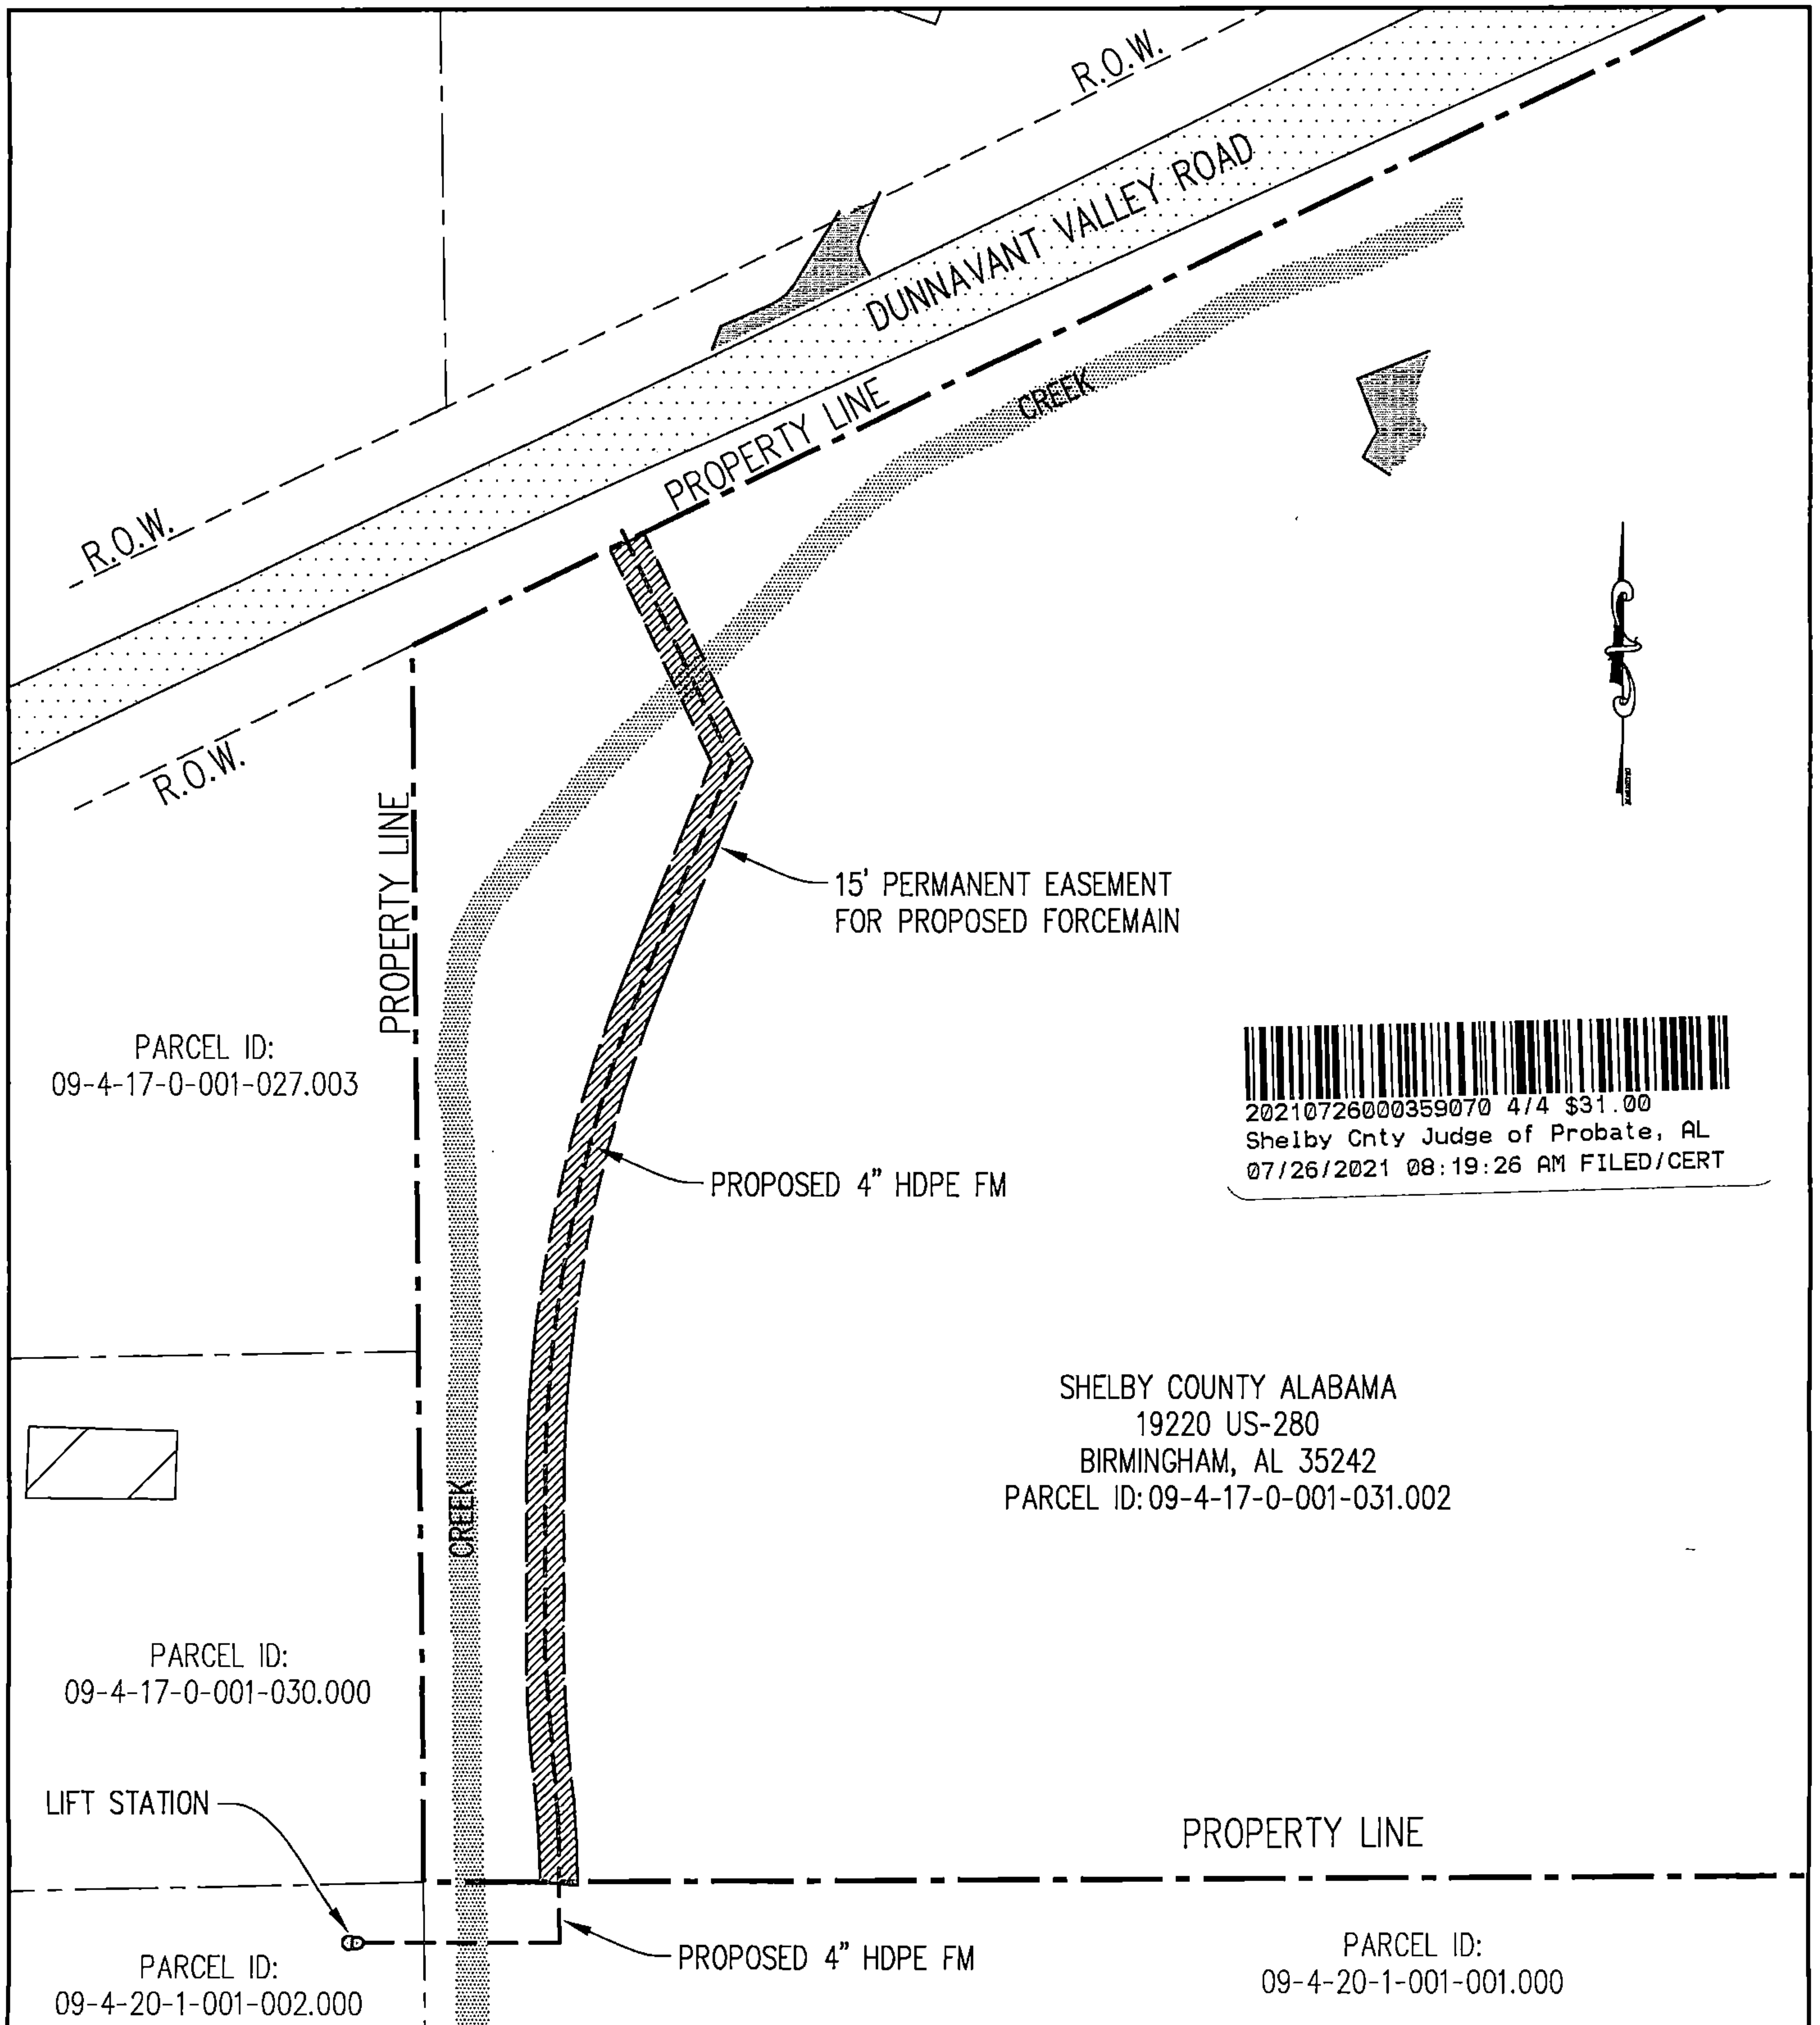 R.O.W.
DUNNAVANT VALLEY ROAD
CREEK
PROPERTY LINE
R.O.W.
R.O.W.
PROPERTY LINE
15' PERMANENT EASEMENT
FOR PROPOSED FORCEMAIN
PARCEL ID:
09-4-17-0-001-027.003
20210726000359070 4/4 $31.00
Shelby Cnty Judge of Probate, AL
07/26/2021 08:19:26 AM FILED/CERT
PROPOSED 4" HDPE FM
SHELBY COUNTY ALABAMA
19220 US-280
BIRMINGHAM, AL 35242
PARCEL ID: 09-4-17-0-001-031.002
CREEK
PARCEL ID:
09-4-17-0-001-030.000
LIFT STATION
PROPERTY LINE
PROPOSED 4" HDPE FM
PARCEL ID:
09-4-20-1-001-002.000
PARCEL ID:
09-4-20-1-001-001.000